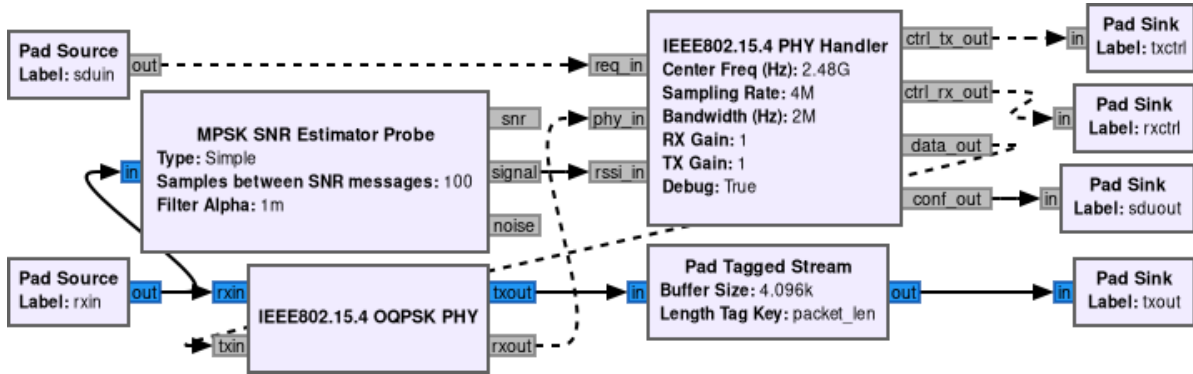 Pad Source
Label: sduin
out
MPSK SNR Estimator Probe
Type: Simple
Samples between SNR messages: 100
Filter Alpha: 1m
in
snr
signal
noise
Pad Source
Label: rxin
out
IEEE802.15.4 OQPSK PHY
rxin
txin
txout
rxout
IEEE802.15.4 PHY Handler
Center Freq (Hz): 2.48G
Sampling Rate: 4M
Bandwidth (Hz): 2M
RX Gain: 1
TX Gain: 1
Debug: True
req_in
phy_in
rssi_in
ctrl_tx_out
ctrl_rx_out
data_out
conf_out
Pad Tagged Stream
Buffer Size: 4.096k
Length Tag Key: packet_len
in
out
Pad Sink
Label: txctrl
in
Pad Sink
Label: rxctrl
in
Pad Sink
Label: sduout
in
Pad Sink
Label: txout
in